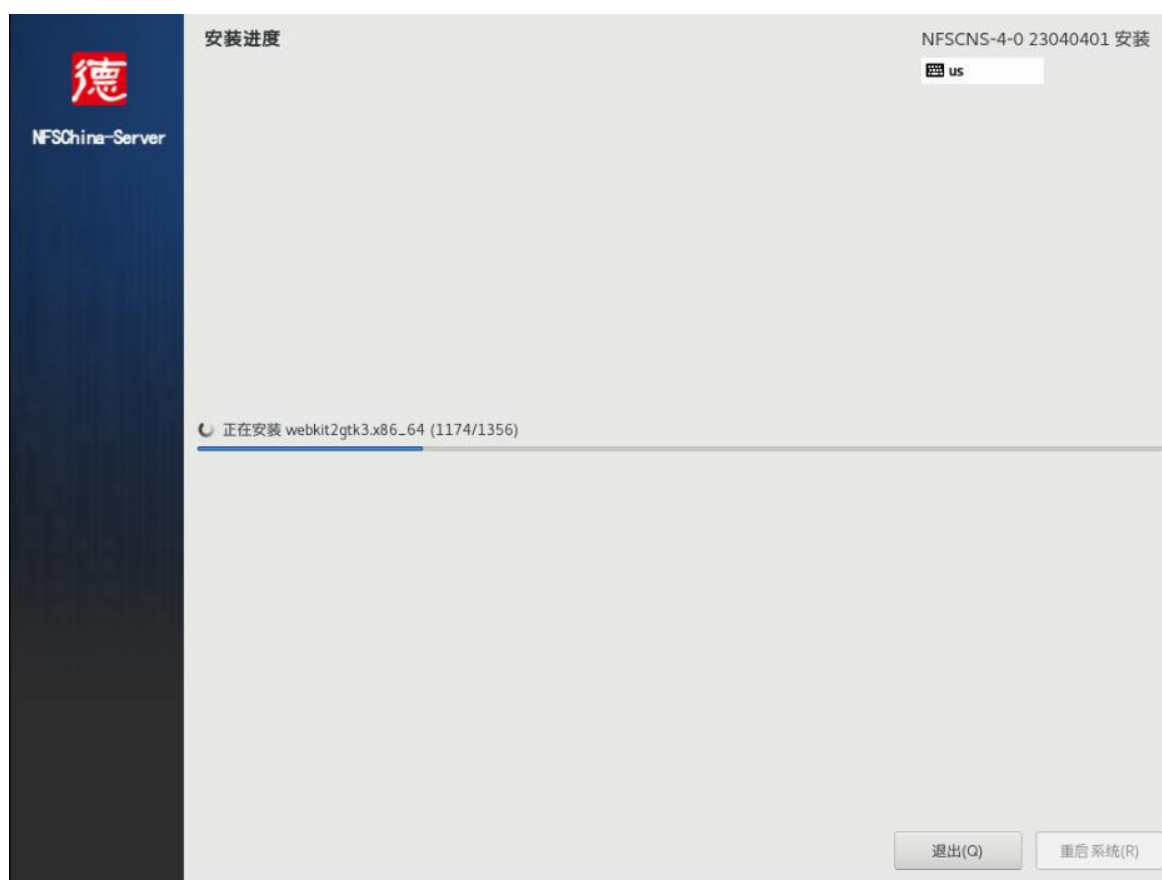 安装进度
NFSCNS-4-0 23040401 安装
us
德
NFSChina-Server
正在安装 webkit2gtk3.x86_64 (1174/1356)
退出(Q)
重启系统(R)